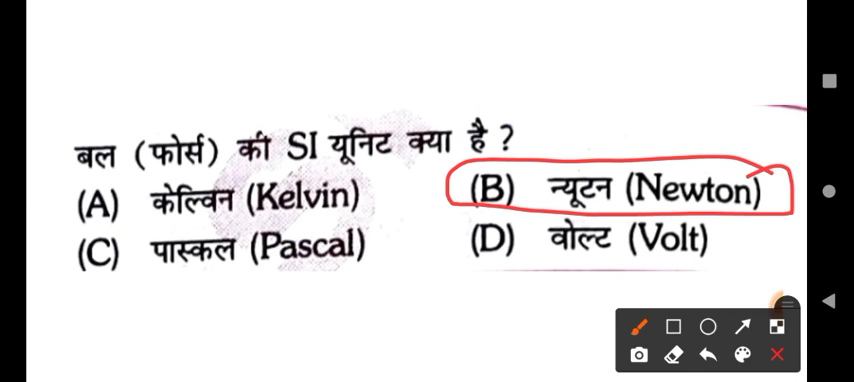 बल (फोर्स) की SI यूनिट क्या है ?
(A) केल्विन (Kelvin) (B) न्यूटन (Newton)
(C) पास्कल (Pascal) (D) वोल्ट (Volt)